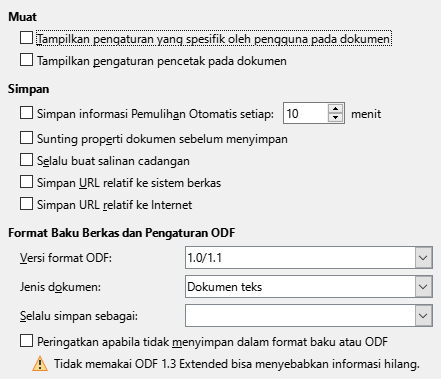 Muat
Tampilkan pengaturan yang spesifik oleh pengguna pada dokumen
Tampilkan pengaturan pencetak pada dokumen
Simpan
Simpan informasi Pemulihan Otomatis setiap: 10 menit
Sunting properti dokumen sebelum menyimpan
Selalu buat salinan cadangan
Simpan URL relatif ke sistem berkas
Simpan URL relatif ke Internet
Format Baku Berkas dan Pengaturan ODF
Versi format ODF: 1.0/1.1
Jenis dokumen: Dokumen teks
Selalu simpan sebagai:
Peringatkan apabila tidak menyimpan dalam format baku atau ODF
Tidak memakai ODF 1.3 Extended bisa menyebabkan informasi hilang.